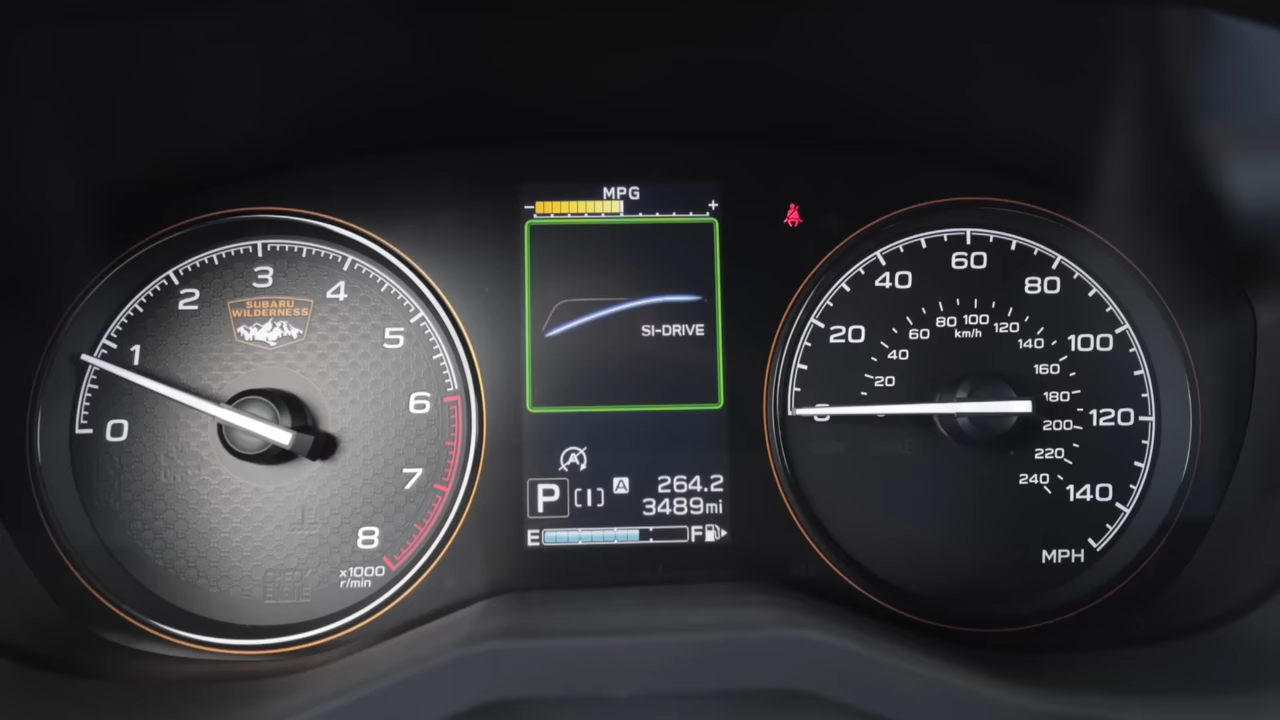 MPG
- +
SI-DRIVE
P [I] A 264.2
3489mi
E F
0
1
2
3
4
5
6
7
8
SUBARU
WILDERNESS
x1000
r/min
0
20
40
60
80
100
120
140
MPH
20
40
60
80
100
120
140
160
180
200
220
240
km/h